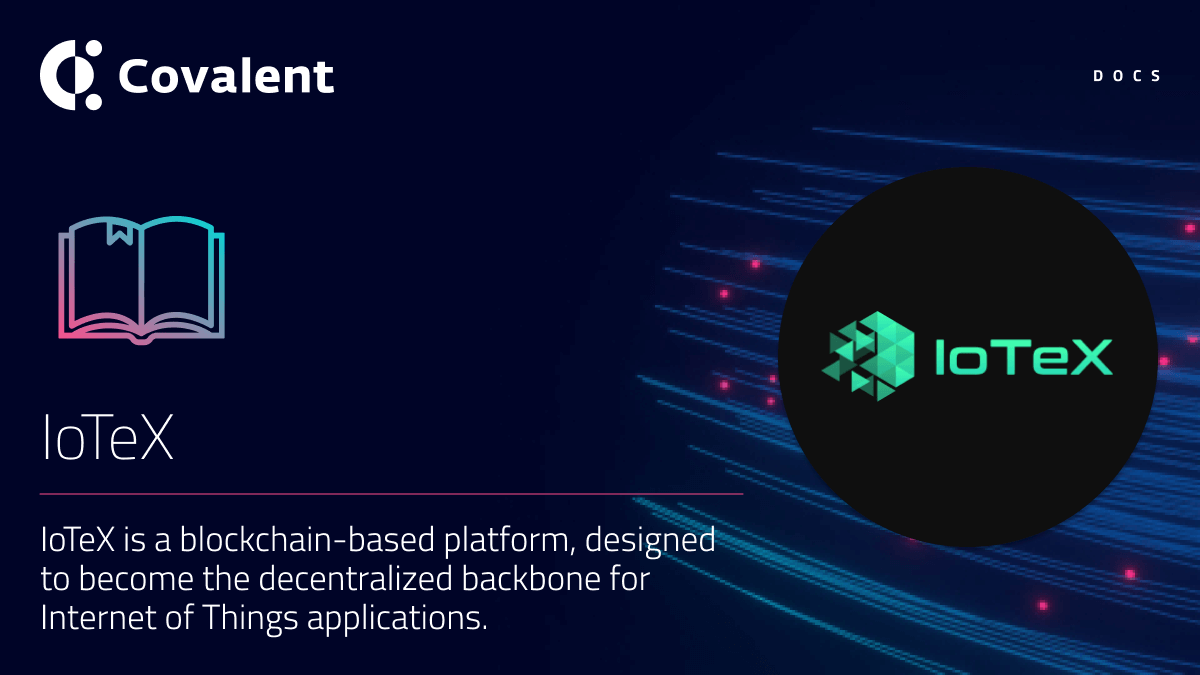 Covalent
DOCS
IoTeX
IoTeX
IoTeX is a blockchain-based platform, designed
to become the decentralized backbone for
Internet of Things applications.